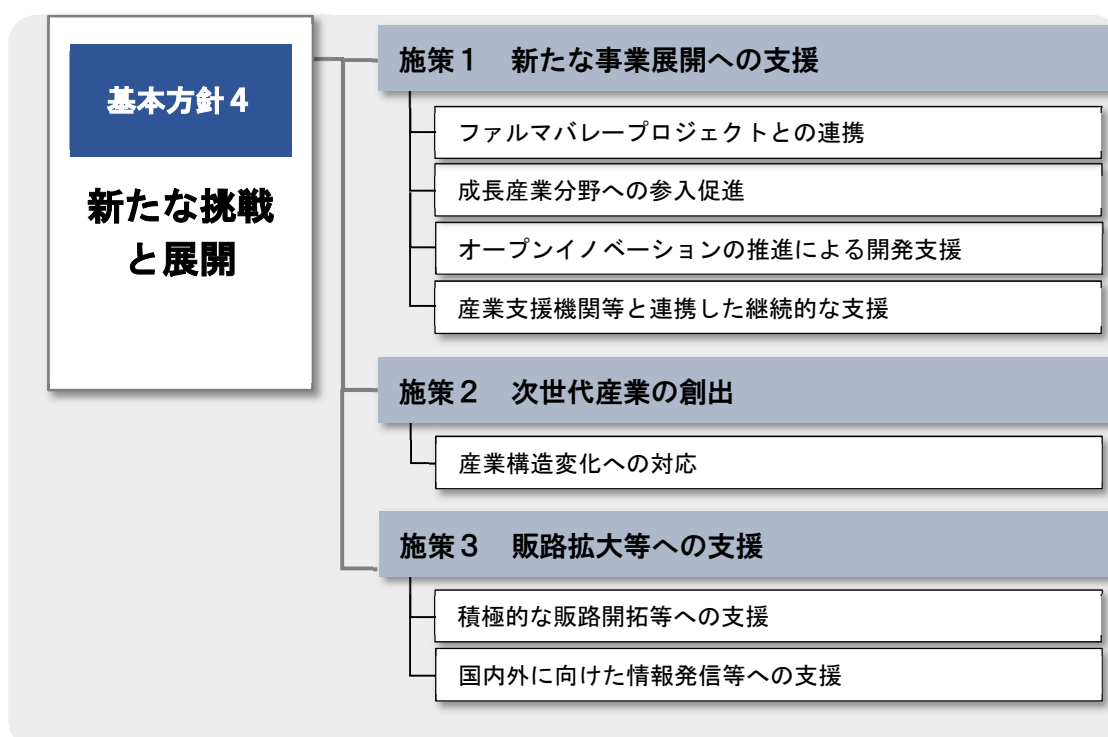 基本方針４
新たな挑戦
と展開
施策１　新たな事業展開への支援
ファルマバレープロジェクトとの連携
成長産業分野への参入促進
オープンイノベーションの推進による開発支援
産業支援機関等と連携した継続的な支援
施策２　次世代産業の創出
産業構造変化への対応
施策３　販路拡大等への支援
積極的な販路開拓等への支援
国内外に向けた情報発信等への支援